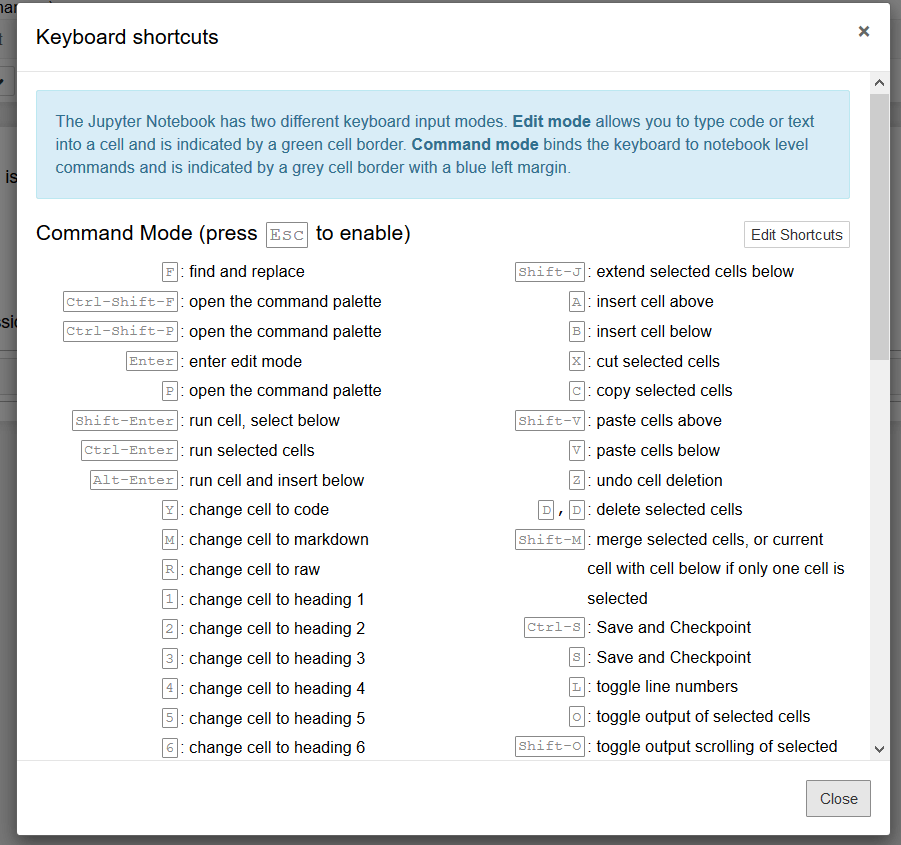 Keyboard shortcuts
×
The Jupyter Notebook has two different keyboard input modes. Edit mode allows you to type code or text
into a cell and is indicated by a green cell border. Command mode binds the keyboard to notebook level
commands and is indicated by a grey cell border with a blue left margin.
Command Mode (press Esc to enable)
Edit Shortcuts
F : find and replace
Ctrl-Shift-F : open the command palette
Ctrl-Shift-P : open the command palette
Enter : enter edit mode
P : open the command palette
Shift-Enter : run cell, select below
Ctrl-Enter : run selected cells
Alt-Enter : run cell and insert below
Y : change cell to code
M : change cell to markdown
R : change cell to raw
1 : change cell to heading 1
2 : change cell to heading 2
3 : change cell to heading 3
4 : change cell to heading 4
5 : change cell to heading 5
6 : change cell to heading 6
Shift-J : extend selected cells below
A : insert cell above
B : insert cell below
X : cut selected cells
C : copy selected cells
Shift-V : paste cells above
V : paste cells below
Z : undo cell deletion
D , D : delete selected cells
Shift-M : merge selected cells, or current
cell with cell below if only one cell is
selected
Ctrl-S : Save and Checkpoint
S : Save and Checkpoint
L : toggle line numbers
O : toggle output of selected cells
Shift-O : toggle output scrolling of selected
Close
is